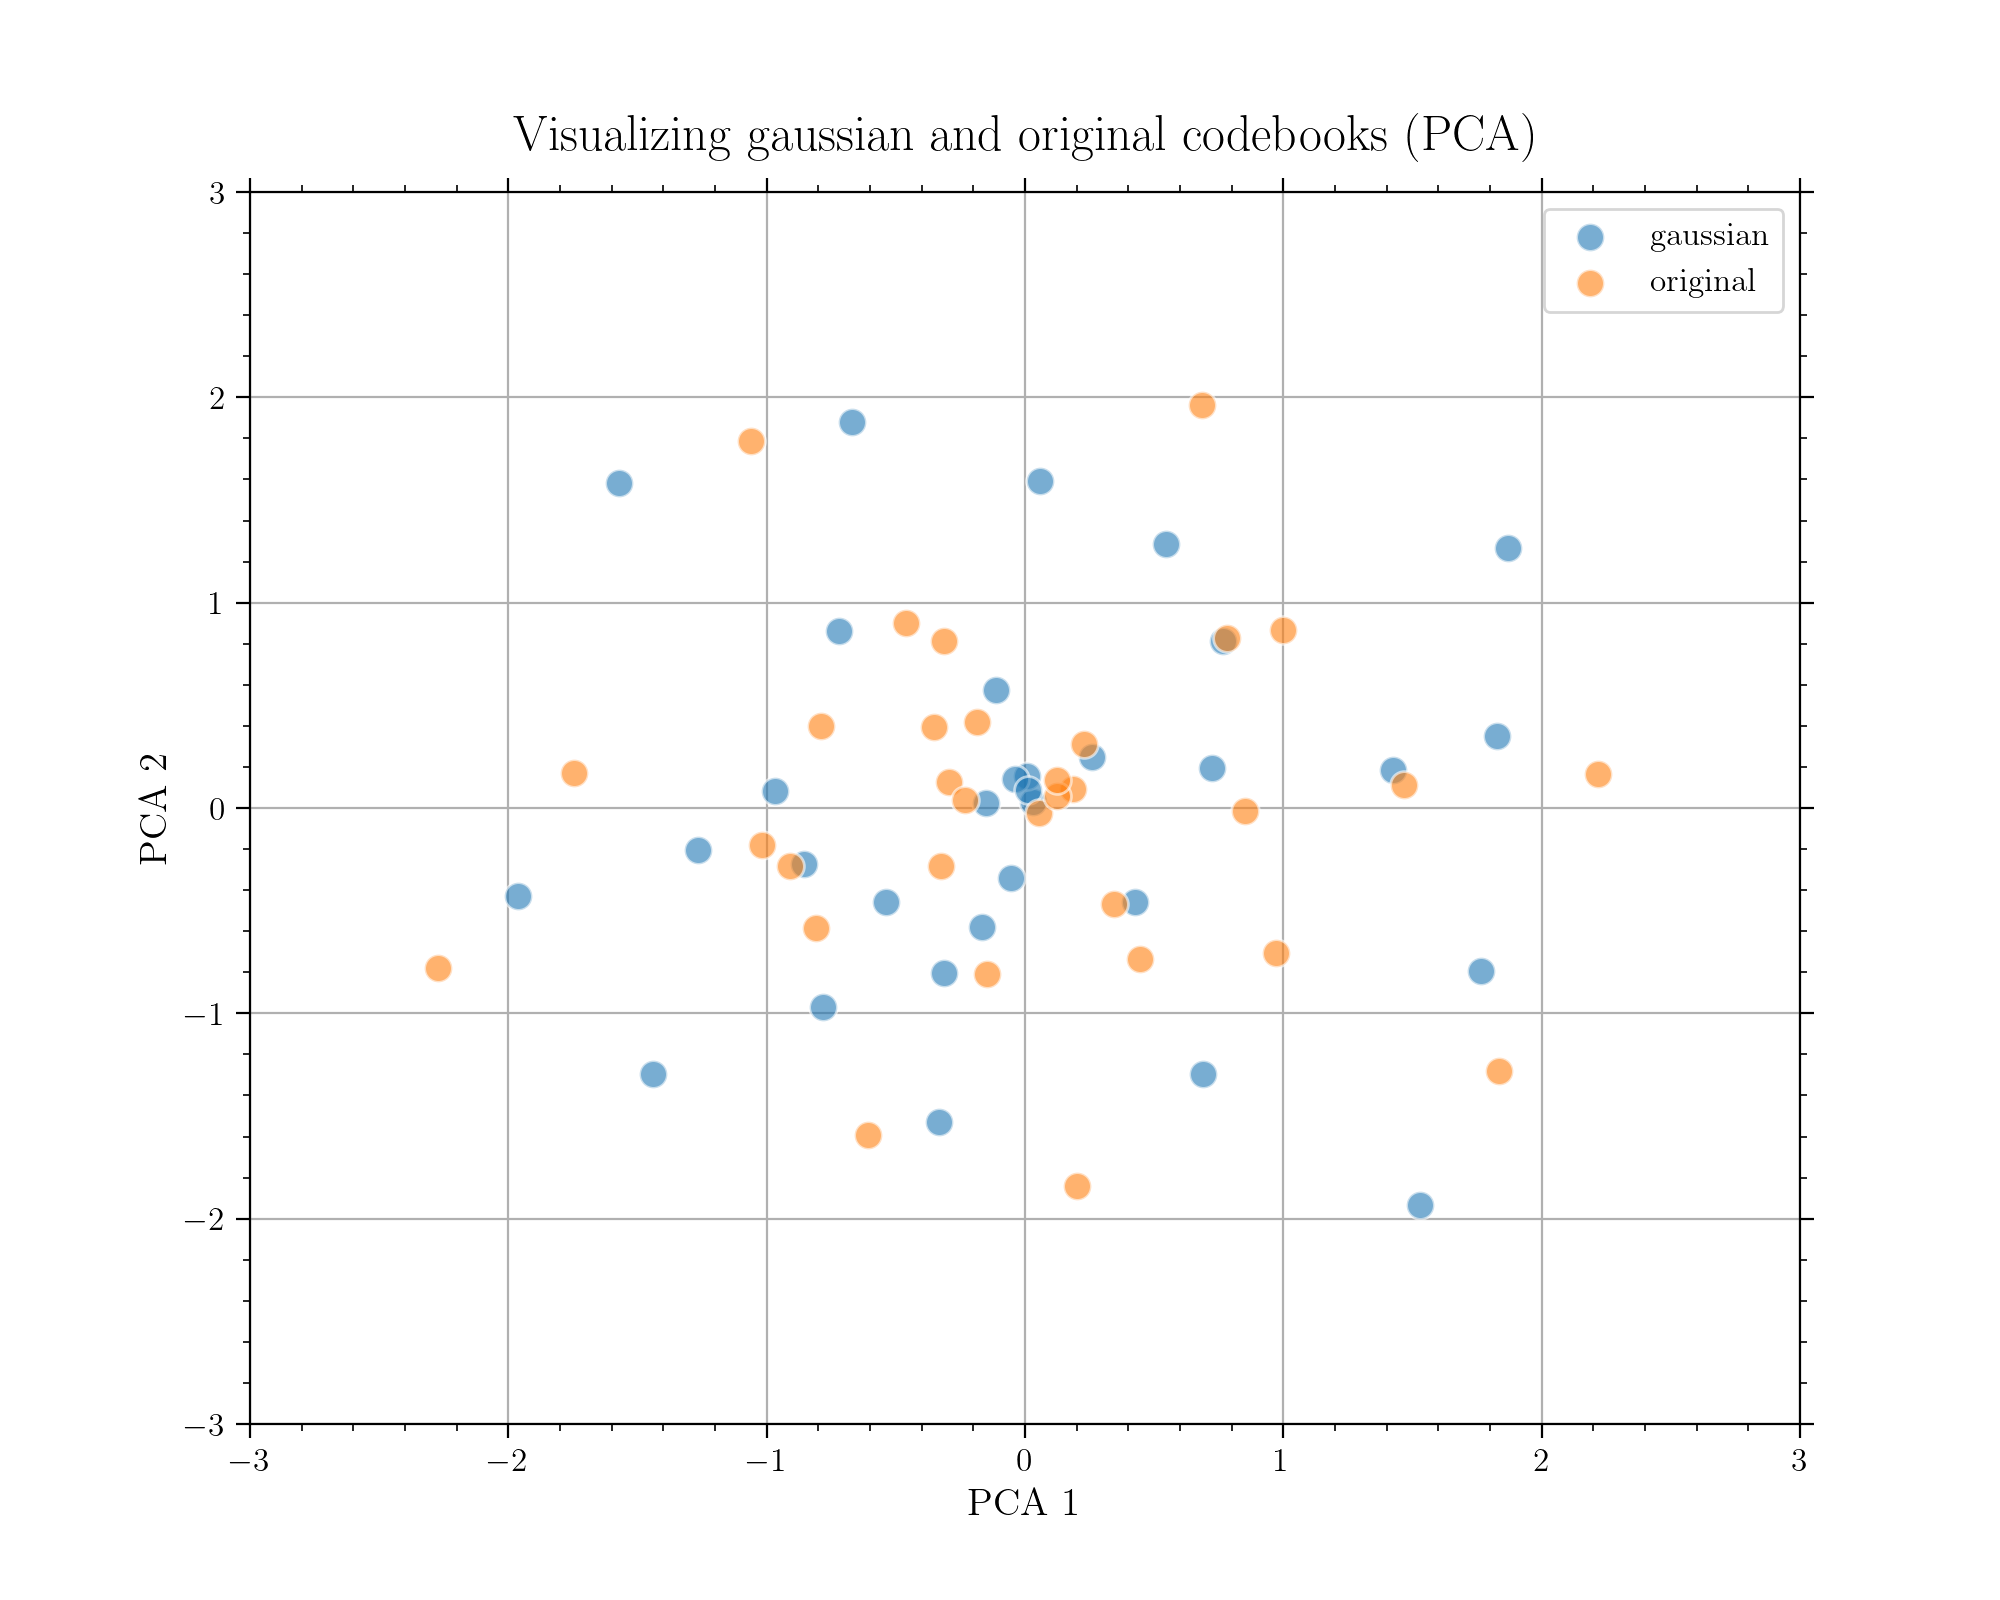 Visualizing gaussian and original codebooks (PCA)
gaussian
original
3
2
1
0
−1
−2
−3
PCA 2
−3 −2 −1 0 1 2 3
PCA 1